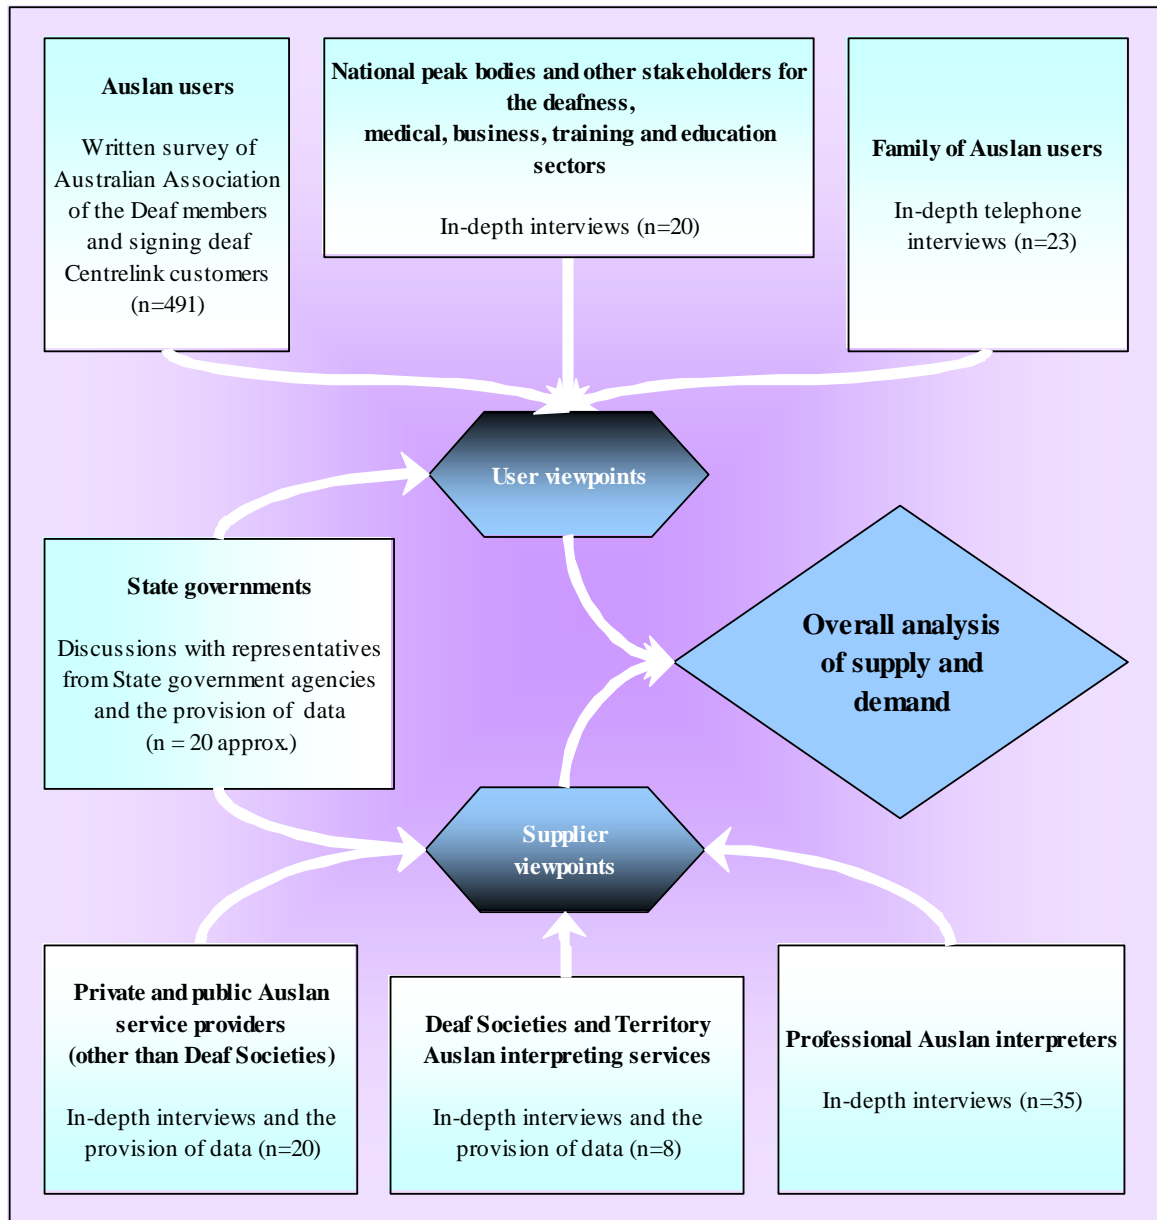 Auslan users
Written survey of
Australian Association
of the Deaf members
and signing deaf
Centrelink customers
(n=491)
National peak bodies and other stakeholders for
the deafness,
medical, business, training and education
sectors
In-depth interviews (n=20)
Family of Auslan users
In-depth telephone
interviews (n=23)
User viewpoints
State governments
Discussions with representatives
from State government agencies
and the provision of data
(n = 20 approx.)
Overall analysis
of supply and
demand
Supplier
viewpoints
Private and public Auslan
service providers
(other than Deaf Societies)
In-depth interviews and the
provision of data (n=20)
Deaf Societies and Territory
Auslan interpreting services
In-depth interviews and the
provision of data (n=8)
Professional Auslan interpreters
In-depth interviews (n=35)